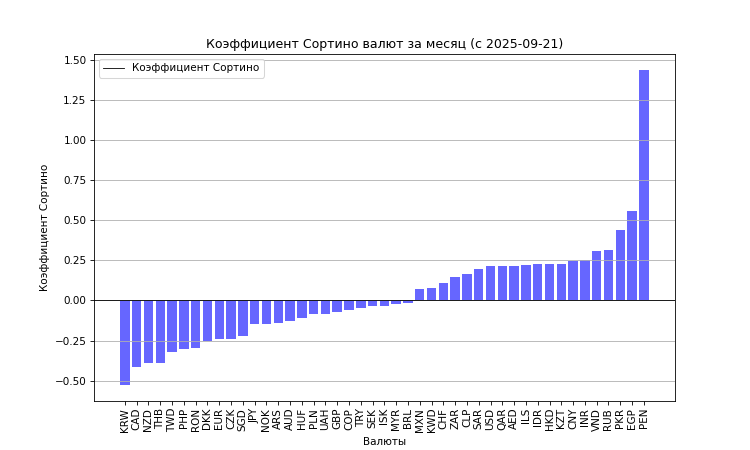 Коэффициент Сортино валют за месяц (с 2025-09-21)
Коэффициент Сортино
1.50
1.25
1.00
0.75
0.50
0.25
0.00
−0.25
−0.50
Коэффициент Сортино
KRW CAD NZD THB TWD PHP RON DKK EUR CZK SGD JPY NOK ARS AUD HUF PLN UAH GBP COP TRY SEK ISK MYR BRL MXN KWD CHF ZAR CLP SAR USD QAR AED ILS IDR HKD KZT CNY INR VND RUB PKR EGP PEN
Валюты